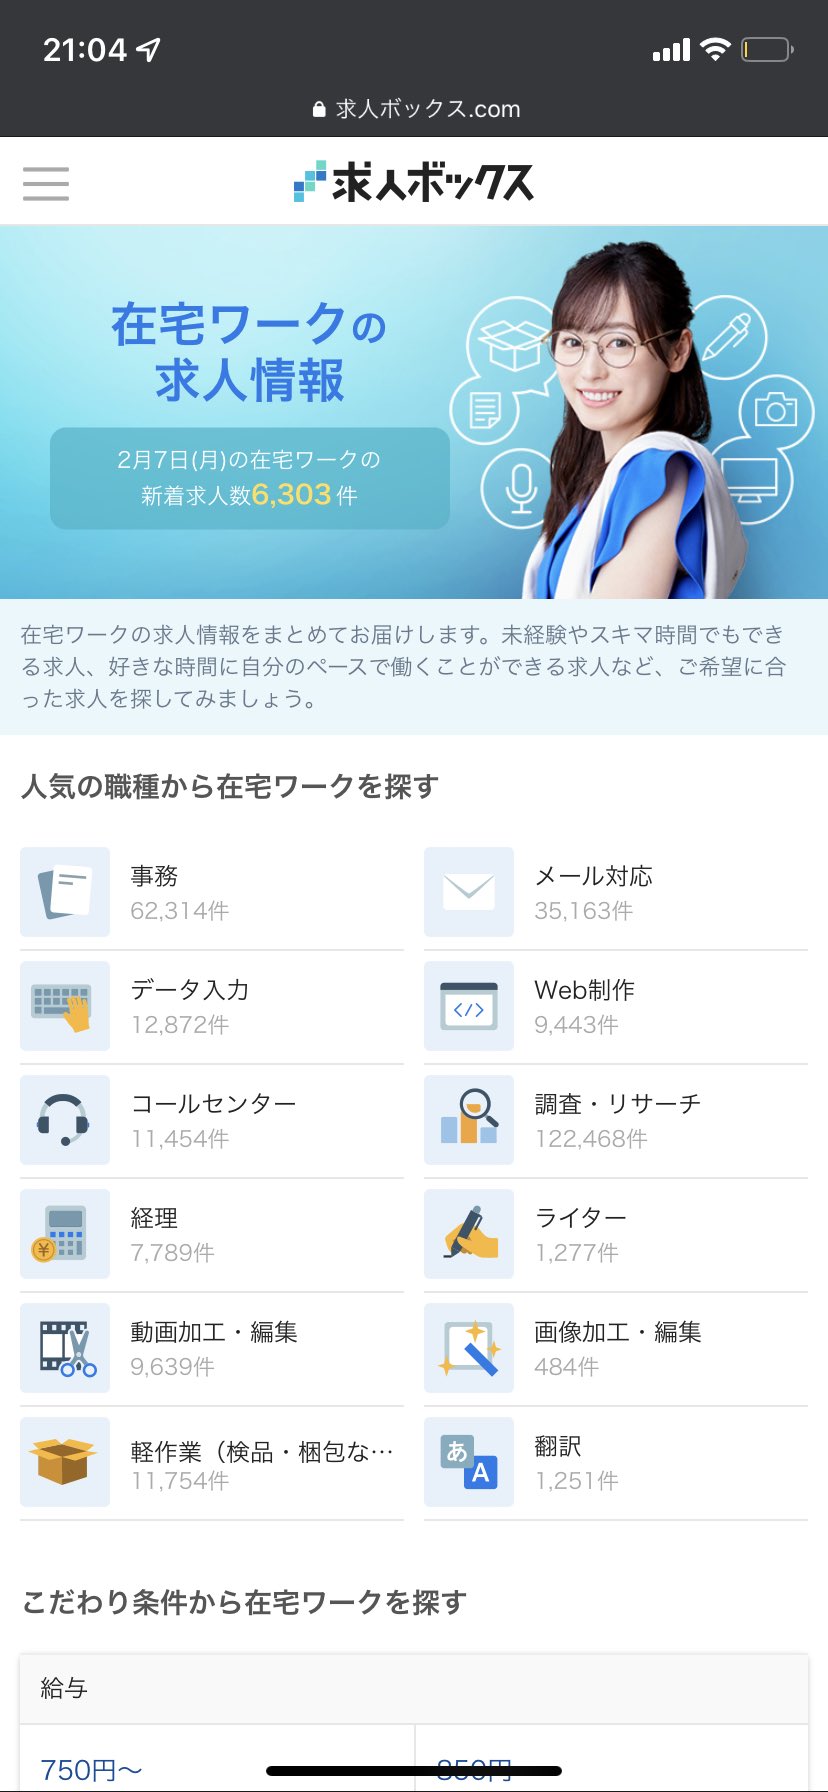 21:04
求人ボックス.com
求人ボックス
在宅ワークの
求人情報
2月7日(月)の在宅ワークの
新着求人数6,303件
在宅ワークの求人情報をまとめてお届けします。未経験やスキマ時間でもでき
る求人、好きな時間に自分のペースで働くことができる求人など、ご希望に合
った求人を探してみましょう。
人気の職種から在宅ワークを探す
事務
62,314件
メール対応
35,163件
データ入力
12,872件
</>
Web制作
9,443件
コールセンター
11,454件
調査・リサーチ
122,468件
¥
経理
7,789件
ライター
1,277件
動画加工・編集
9,639件
画像加工・編集
484件
軽作業（検品・梱包な…
11,754件
あ
A
翻訳
1,251件
こだわり条件から在宅ワークを探す
給与
750円〜
850円